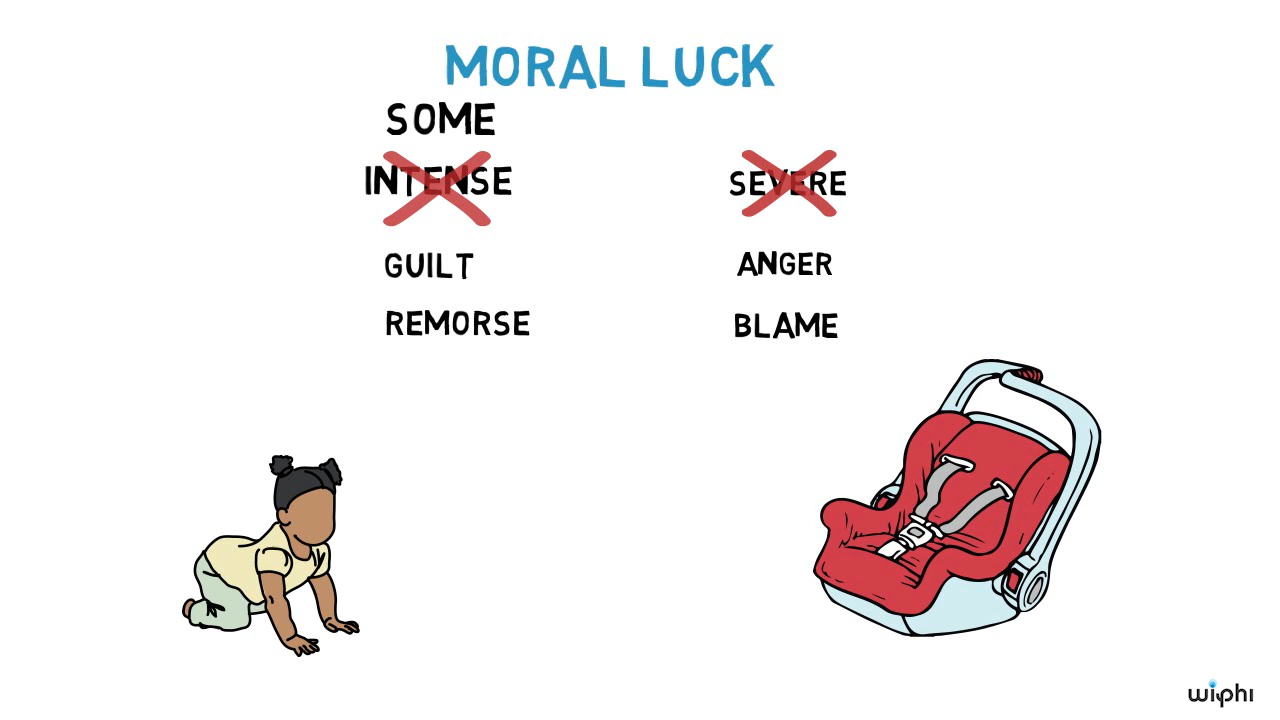 MORAL LUCK
SOME
INTENSE
GUILT
REMORSE
SEVERE
ANGER
BLAME
wiphi